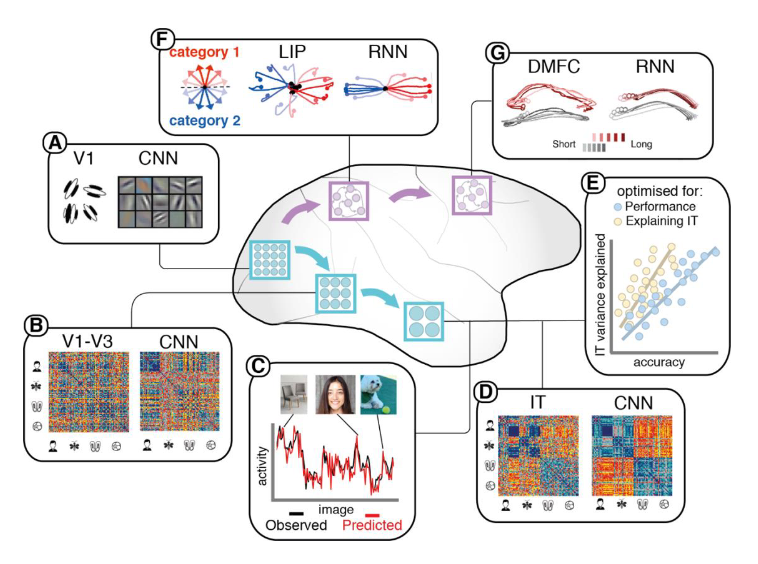 F
category 1
LIP
RNN
category 2
G
DMFC
RNN
Short
Long
A
V1
CNN
E
optimised for:
Performance
Explaining IT
IT variance explained
accuracy
B
V1-V3
CNN
C
activity
image
Observed
Predicted
D
IT
CNN